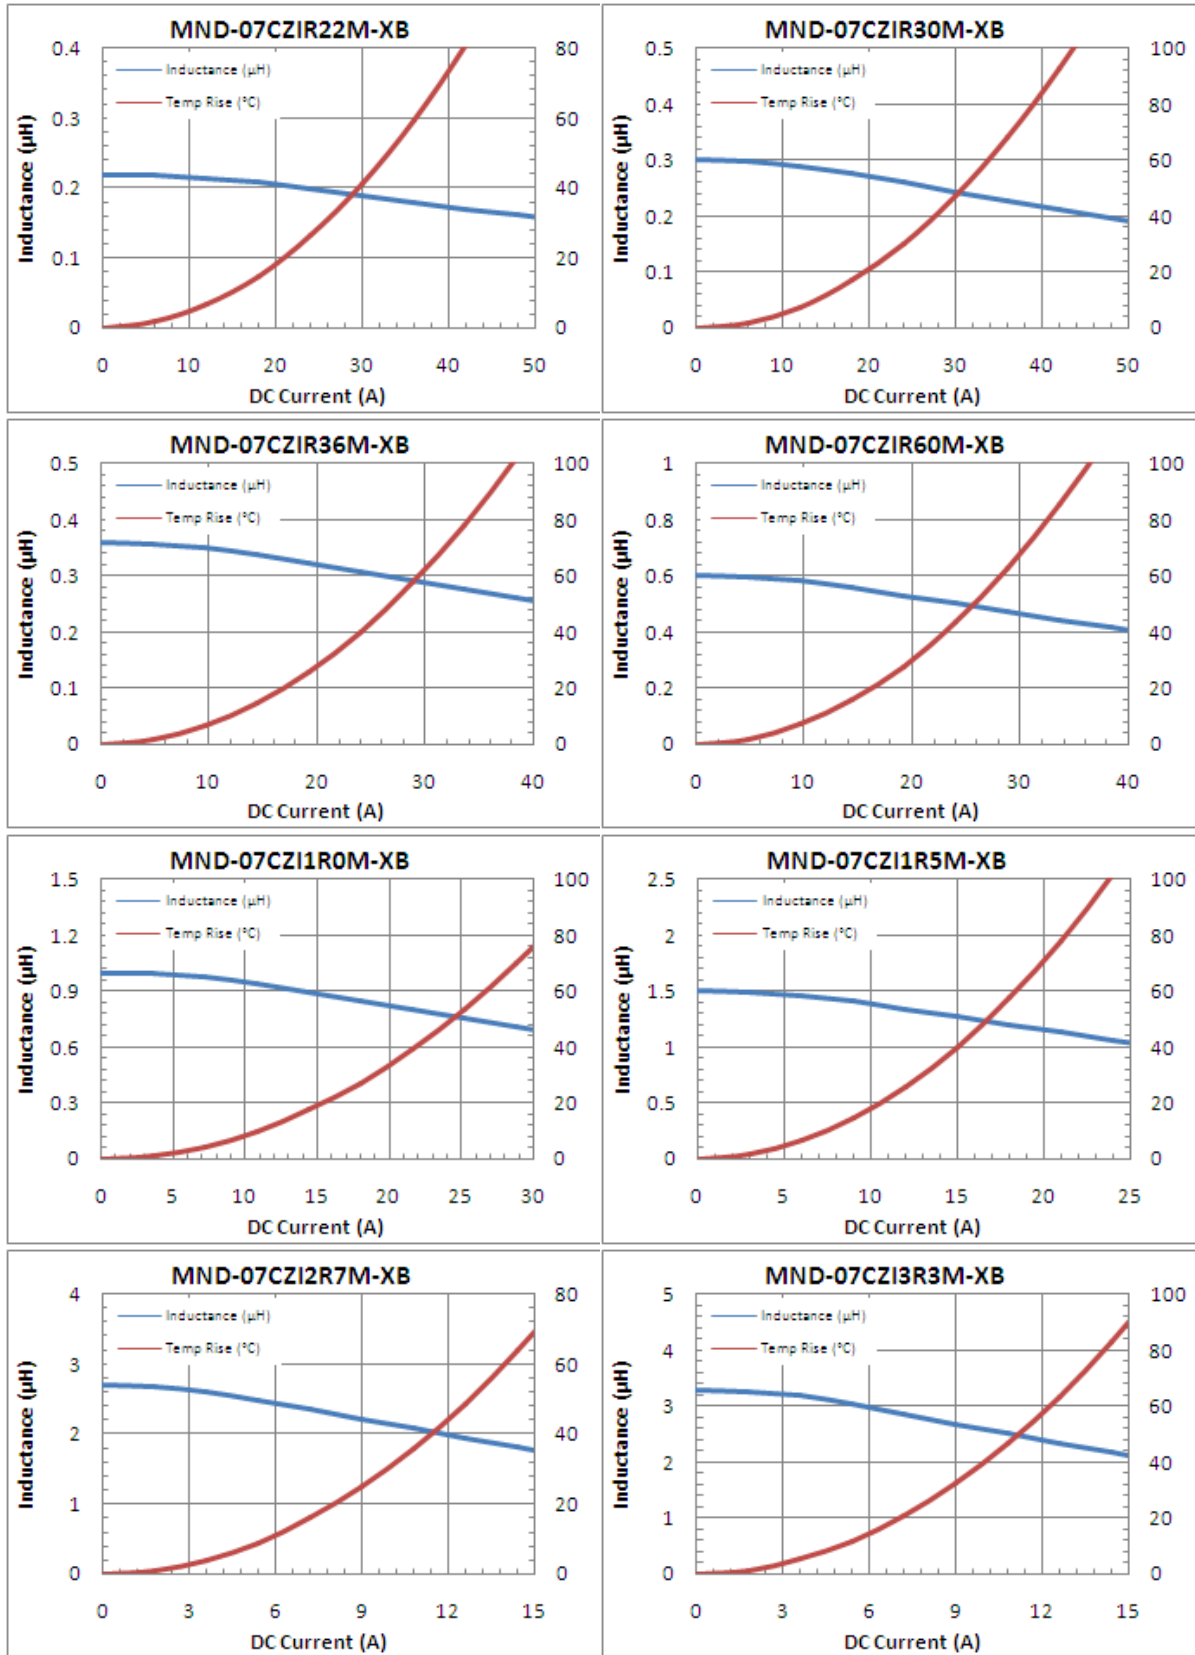 MND-07CZIR22M-XB
Inductance (µH)
Temp Rise (°C)
0.4
0.3
0.2
0.1
0
80
60
40
20
0
Inductance (µH)
0 10 20 30 40 50
DC Current (A)
MND-07CZIR30M-XB
Inductance (µH)
Temp Rise (°C)
0.5
0.4
0.3
0.2
0.1
0
100
80
60
40
20
0
Inductance (µH)
0 10 20 30 40 50
DC Current (A)
MND-07CZIR36M-XB
Inductance (µH)
Temp Rise (°C)
0.5
0.4
0.3
0.2
0.1
0
100
80
60
40
20
0
Inductance (µH)
0 10 20 30 40
DC Current (A)
MND-07CZIR60M-XB
Inductance (µH)
Temp Rise (°C)
1
0.8
0.6
0.4
0.2
0
100
80
60
40
20
0
Inductance (µH)
0 10 20 30 40
DC Current (A)
MND-07CZI1R0M-XB
Inductance (µH)
Temp Rise (°C)
1.5
1.2
0.9
0.6
0.3
0
100
80
60
40
20
0
Inductance (µH)
0 5 10 15 20 25 30
DC Current (A)
MND-07CZI1R5M-XB
Inductance (µH)
Temp Rise (°C)
2.5
2
1.5
1
0.5
0
100
80
60
40
20
0
Inductance (µH)
0 5 10 15 20 25
DC Current (A)
MND-07CZI2R7M-XB
Inductance (µH)
Temp Rise (°C)
4
3
2
1
0
80
60
40
20
0
Inductance (µH)
0 3 6 9 12 15
DC Current (A)
MND-07CZI3R3M-XB
Inductance (µH)
Temp Rise (°C)
5
4
3
2
1
0
100
80
60
40
20
0
Inductance (µH)
0 3 6 9 12 15
DC Current (A)